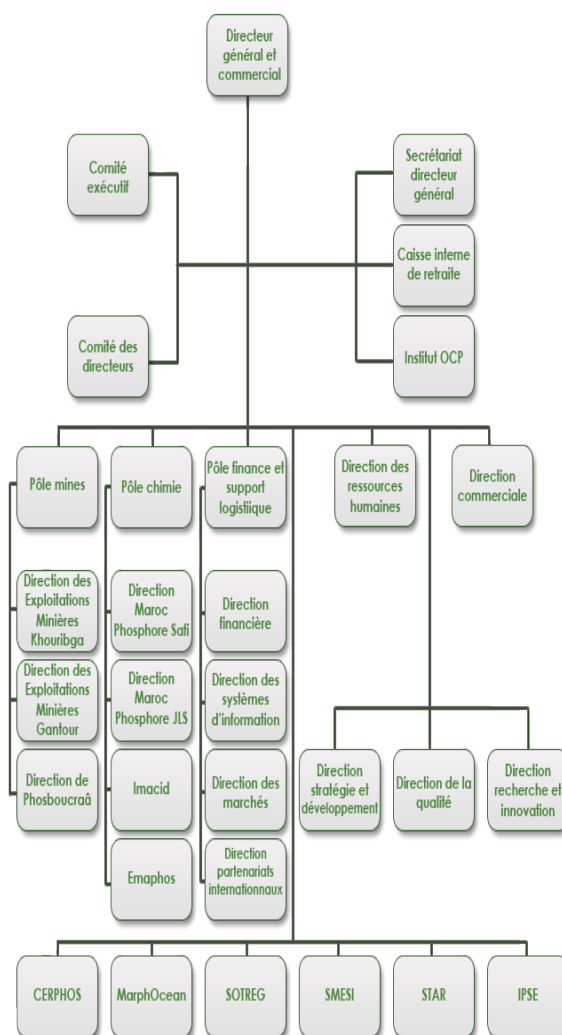 Directeur
général et
commercial
Comité
exécutif
Secrétariat
directeur
général
Caisse interne
de retraite
Comité des
directeurs
Institut OCP
Pôle mines
Pôle chimie
Pôle finance et
support
logistiique
Direction des
ressources
humaines
Direction
commerciale
Direction des
Exploitations
Minières
Khouribga
Direction
Maroc
Phosphore Safi
Direction
financière
Direction des
Exploitations
Minières
Gantour
Direction
Maroc
Phosphore JLS
Direction des
systèmes
d'information
Direction de
Phosboucraâ
Imacid
Direction des
marchés
Direction
stratégie et
développement
Direction de la
qualité
Direction
recherche et
innovation
Emaphos
Direction
partenariats
internationnaux
CERPHOS
MarphOcean
SOTREG
SMESI
STAR
IPSE